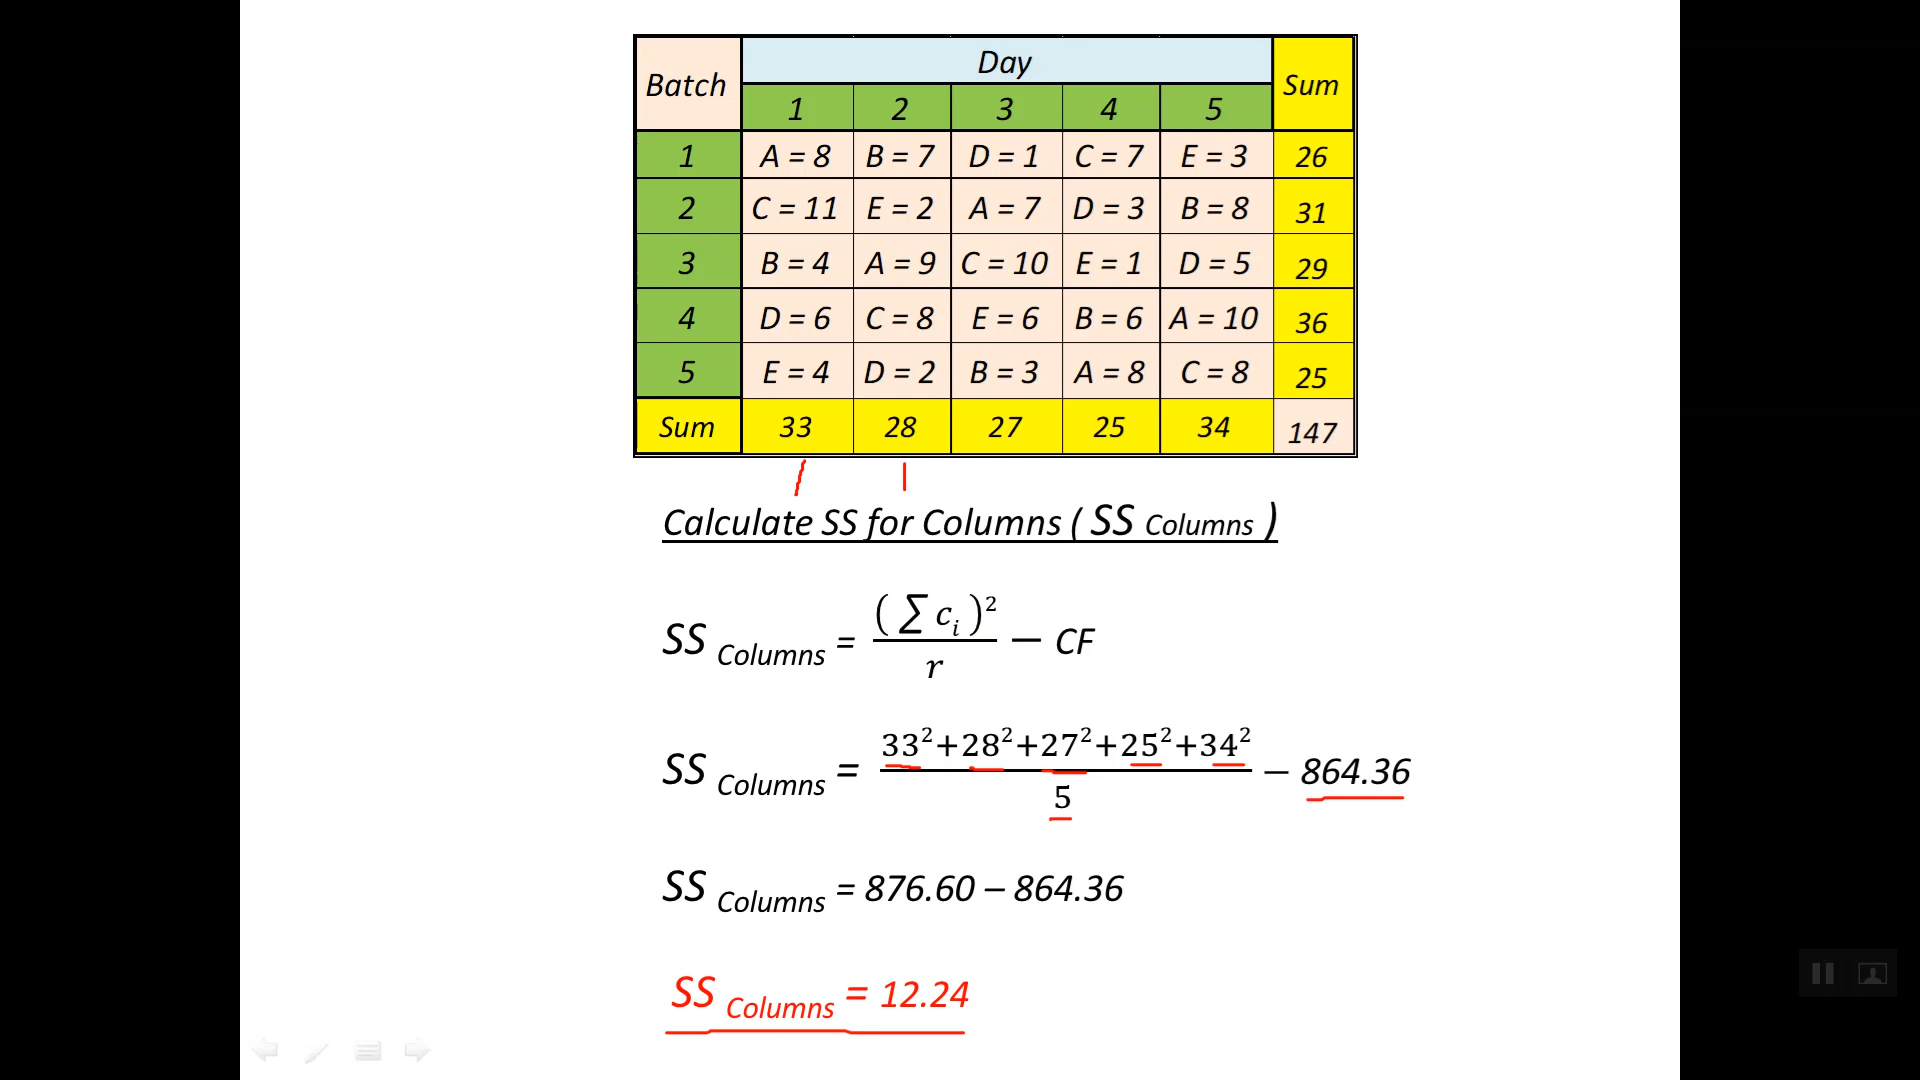 Batch Day Sum
1 2 3 4 5
1 A = 8 B = 7 D = 1 C = 7 E = 3 26
2 C = 11 E = 2 A = 7 D = 3 B = 8 31
3 B = 4 A = 9 C = 10 E = 1 D = 5 29
4 D = 6 C = 8 E = 6 B = 6 A = 10 36
5 E = 4 D = 2 B = 3 A = 8 C = 8 25
Sum 33 28 27 25 34 147
Calculate SS for Columns ( SS Columns )
SS Columns = (∑ c_i)² / r − CF
SS Columns = 33²+28²+27²+25²+34² / 5 − 864.36
SS Columns = 876.60 – 864.36
SS Columns = 12.24